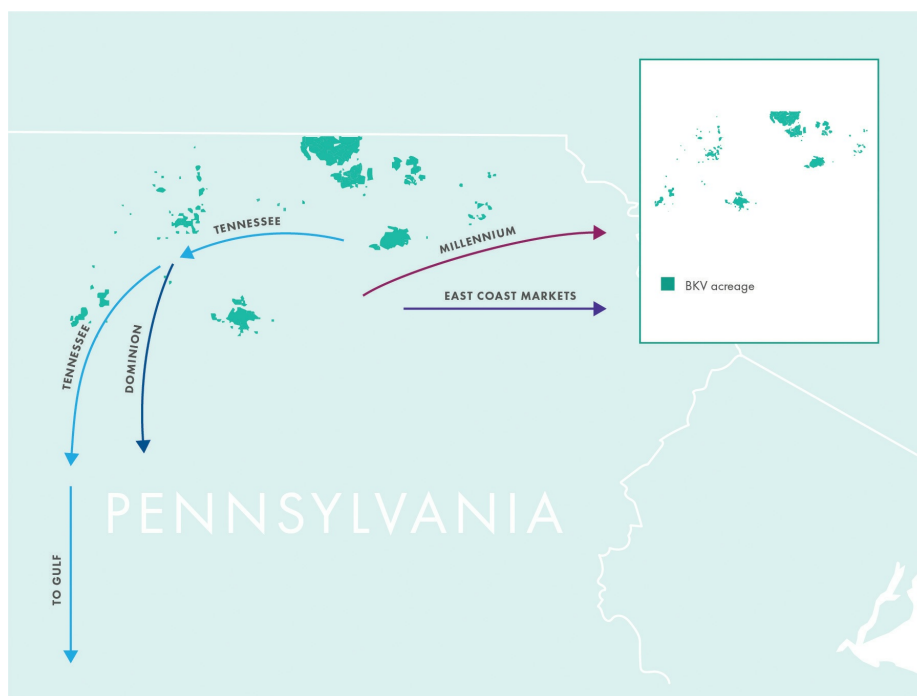 TENNESSEE
MILLENNIUM
EAST COAST MARKETS
BKV acreage
TENNESSEE
DOMINION
PENNSYLVANIA
TO GULF